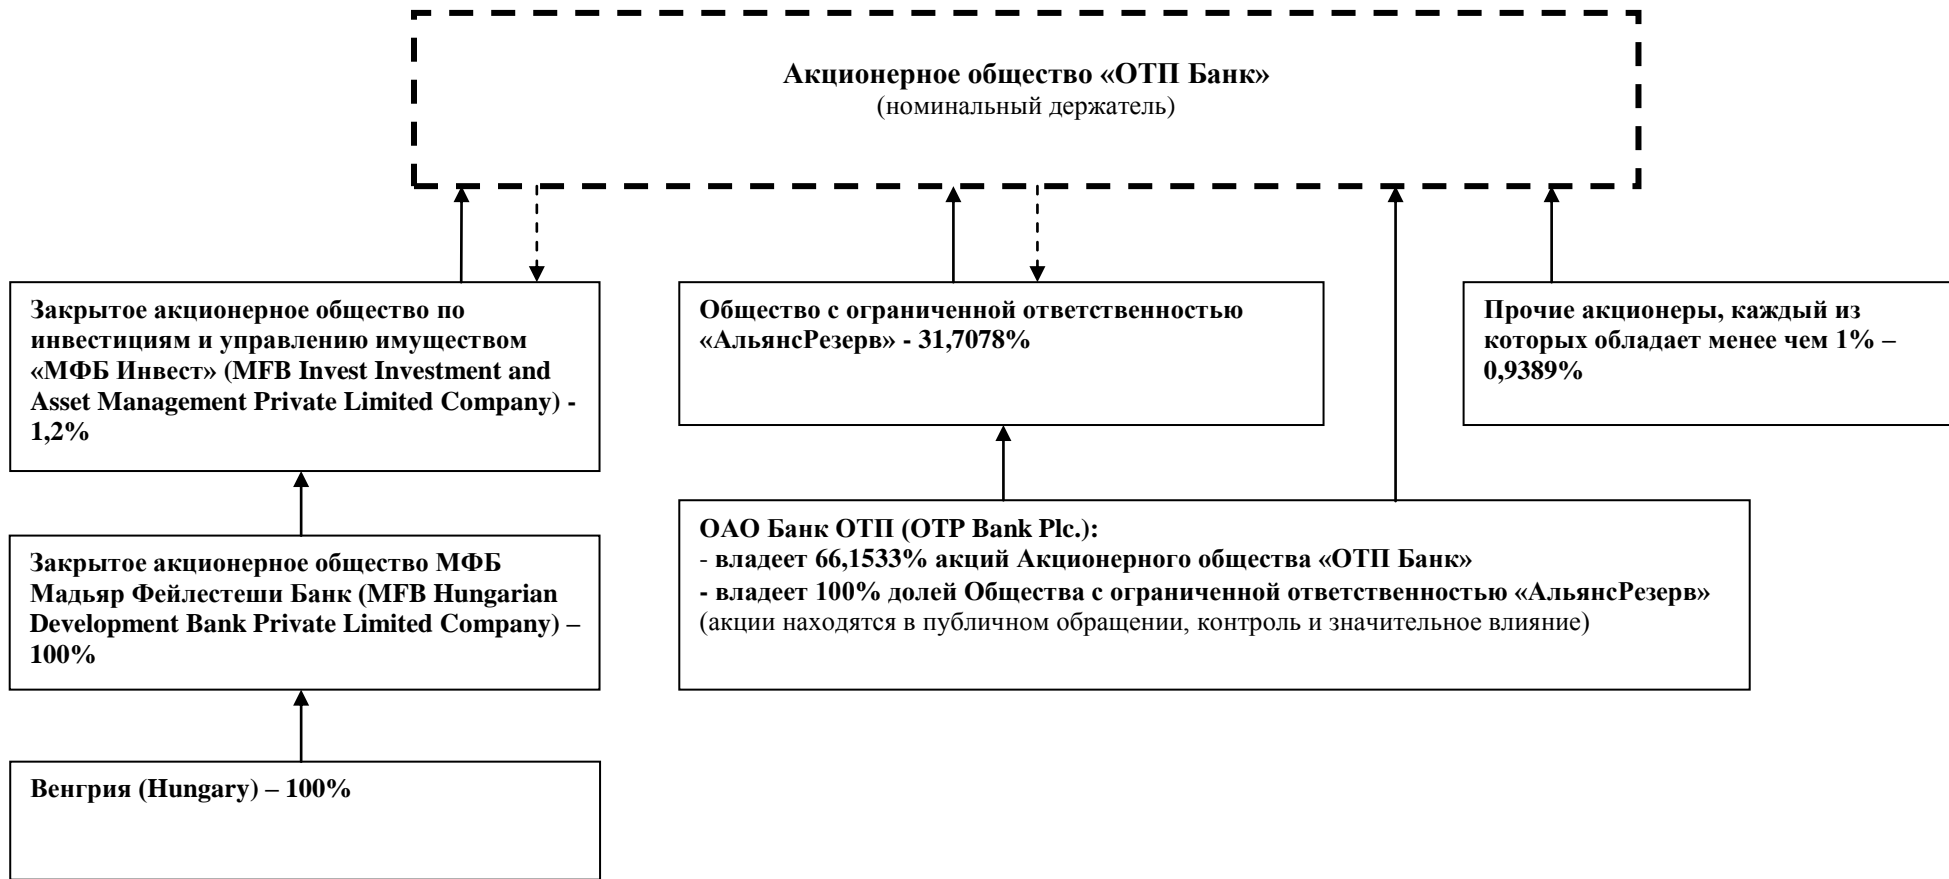 Акционерное общество «ОТП Банк»
(номинальный держатель)
Закрытое акционерное общество по
инвестициям и управлению имуществом
«МФБ Инвест» (MFB Invest Investment and
Asset Management Private Limited Company) -
1,2%
Общество с ограниченной ответственностью
«АльянсРезерв» - 31,7078%
Прочие акционеры, каждый из
которых обладает менее чем 1% –
0,9389%
Закрытое акционерное общество МФБ
Мадьяр Фейлестеши Банк (MFB Hungarian
Development Bank Private Limited Company) –
100%
ОАО Банк ОТП (OTP Bank Plc.):
- владеет 66,1533% акций Акционерного общества «ОТП Банк»
- владеет 100% долей Общества с ограниченной ответственностью «АльянсРезерв»
(акции находятся в публичном обращении, контроль и значительное влияние)
Венгрия (Hungary) – 100%